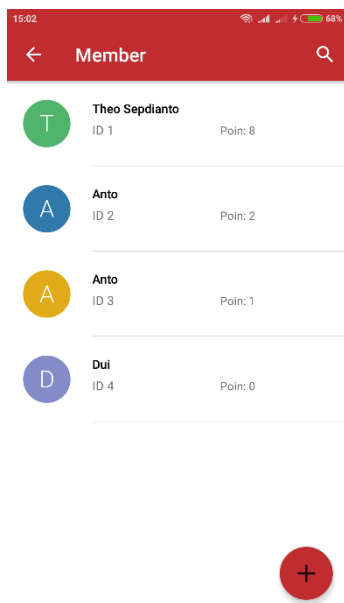 15:02 68%
Member
T
Theo Sepdianto
ID 1 Poin: 8
A
Anto
ID 2 Poin: 2
A
Anto
ID 3 Poin: 1
D
Dui
ID 4 Poin: 0
+